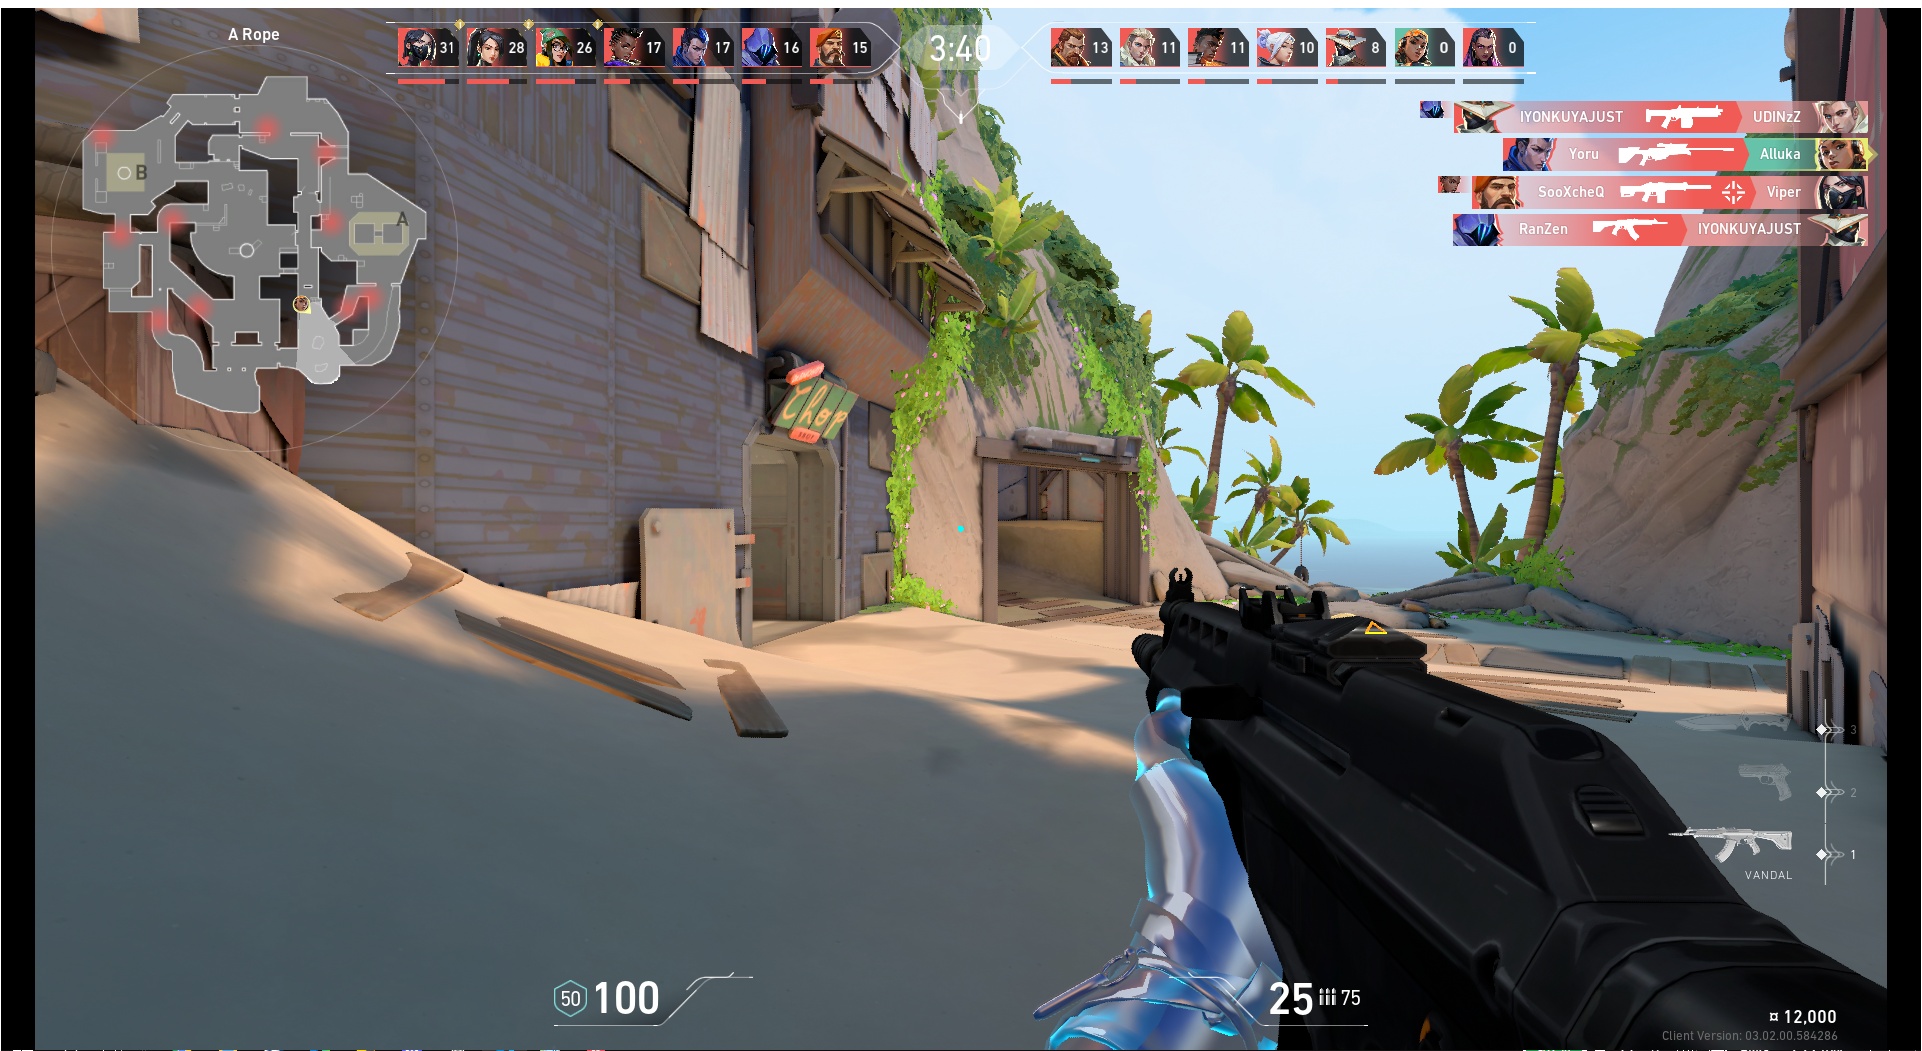 A Rope
31 28 26 17 17 16 15
3:40
13 11 11 10 8 0 0
IYONKUYAJUST UDINzZ
Yoru Alluka
SooXcheQ Viper
RanZen IYONKUYAJUST
B
A
Chop
3
2
1
VANDAL
50 100
25 75
¤ 12,000
Client Version: 03.02.00.584286